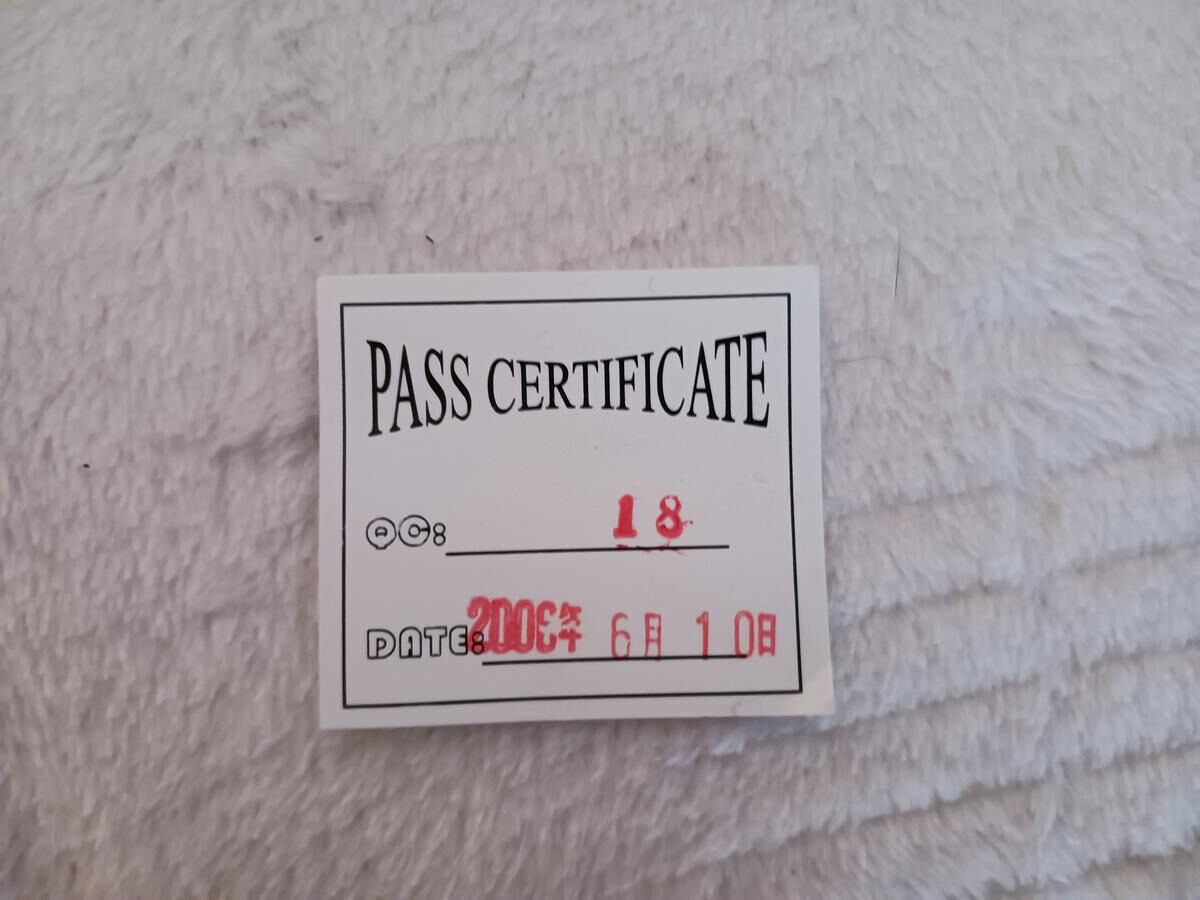 PASS CERTIFICATE
QC: 18
DATE: 6月10日